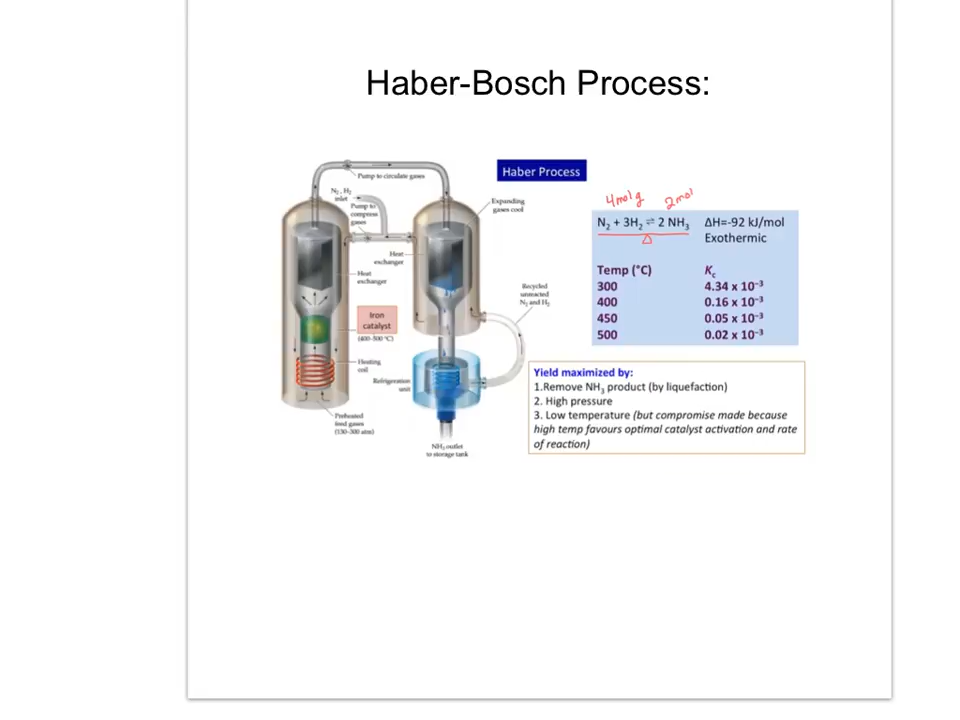 Haber-Bosch Process:
Haber Process
Pump to circulate gases
N₂, H₂
inlet
Pump to
compress
gases
Expanding
gases cool
Heat
exchanger
Heat
exchanger
Iron
catalyst
(400–500 °C)
Heating
coil
Refrigeration
unit
Recycled
unreacted
N₂ and H₂
Preheated
feed gases
(130–300 atm)
NH₃ outlet
to storage tank
4mol g 2mol
N₂ + 3H₂ ⇌ 2 NH₃ ΔH=-92 kJ/mol
Δ
Exothermic
Temp (°C) K꜀
300 4.34 x 10⁻³
400 0.16 x 10⁻³
450 0.05 x 10⁻³
500 0.02 x 10⁻³
Yield maximized by:
1.Remove NH₃ product (by liquefaction)
2. High pressure
3. Low temperature (but compromise made because
high temp favours optimal catalyst activation and rate
of reaction)